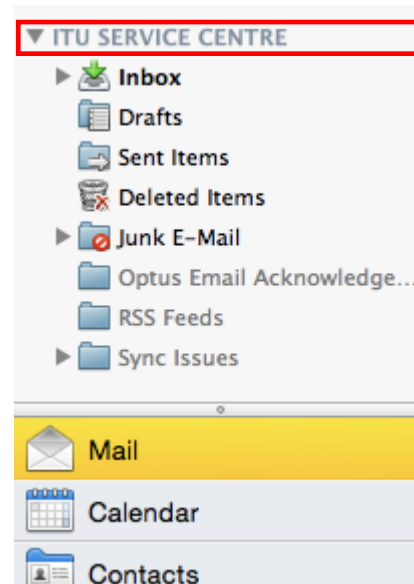 ITU SERVICE CENTRE
Inbox
Drafts
Sent Items
Deleted Items
Junk E-Mail
Optus Email Acknowledge...
RSS Feeds
Sync Issues
Mail
Calendar
Contacts